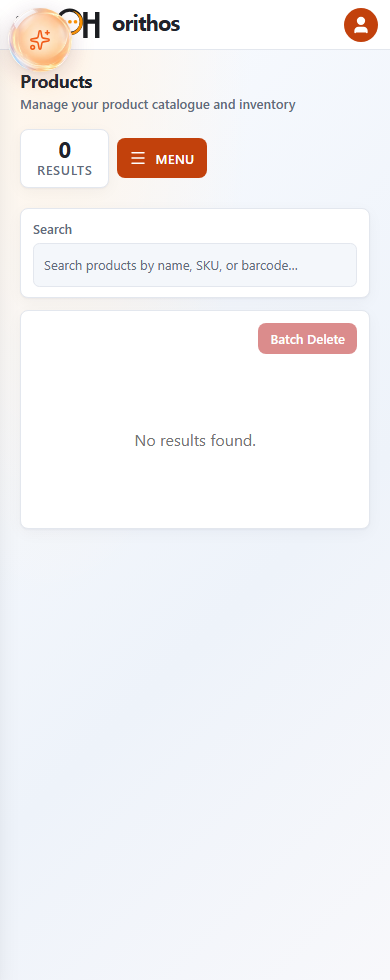 H orithos
Products
Manage your product catalogue and inventory
0
RESULTS
MENU
Search
Search products by name, SKU, or barcode...
Batch Delete
No results found.